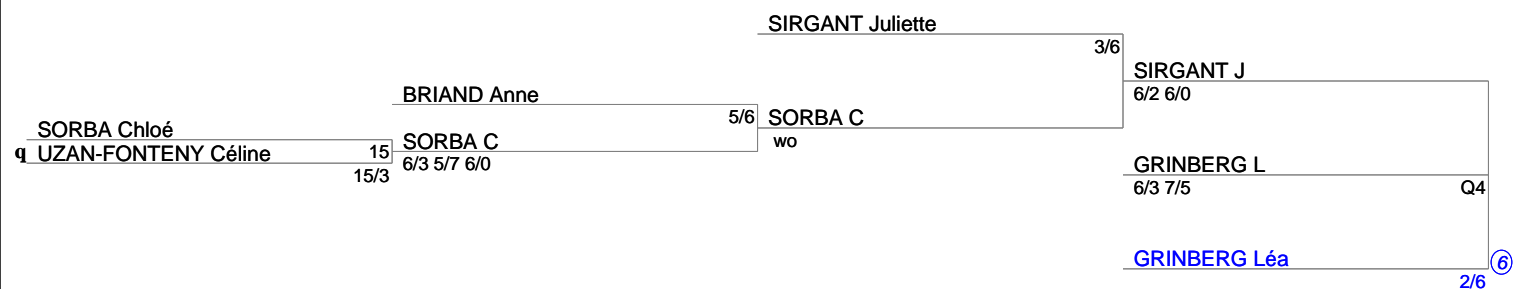 SIRGANT Juliette
3/6
SIRGANT J
6/2 6/0
BRIAND Anne
5/6
SORBA C
wo
SORBA Chloé
q UZAN-FONTENY Céline
15
15/3
SORBA C
6/3 5/7 6/0
GRINBERG L
6/3 7/5
Q4
GRINBERG Léa
6
2/6